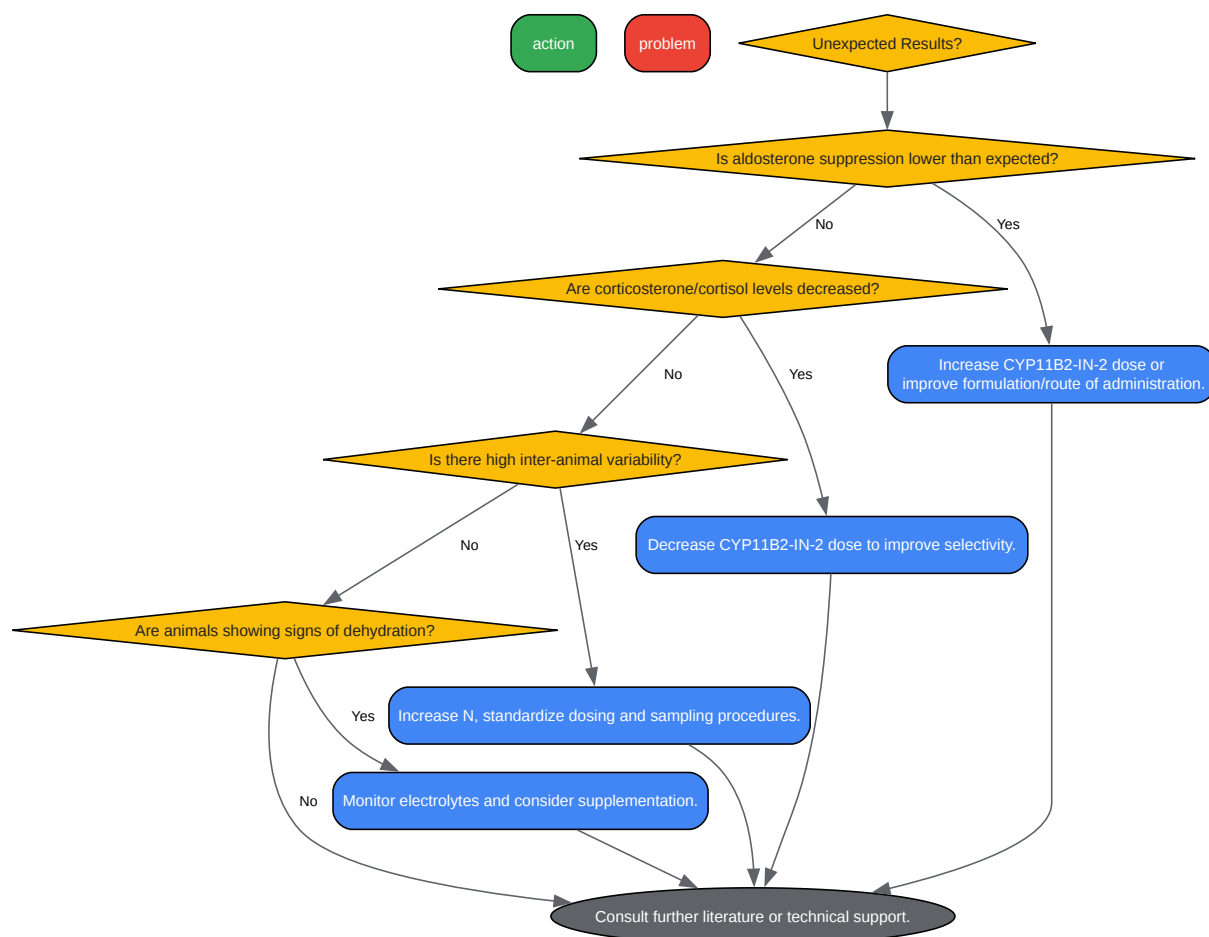 action
problem
Unexpected Results?
Is aldosterone suppression lower than expected?
No
Yes
Are corticosterone/cortisol levels decreased?
Increase CYP11B2-IN-2 dose or
improve formulation/route of administration.
No
Yes
Is there high inter-animal variability?
Decrease CYP11B2-IN-2 dose to improve selectivity.
No
Yes
Are animals showing signs of dehydration?
Increase N, standardize dosing and sampling procedures.
Yes
Monitor electrolytes and consider supplementation.
No
Consult further literature or technical support.